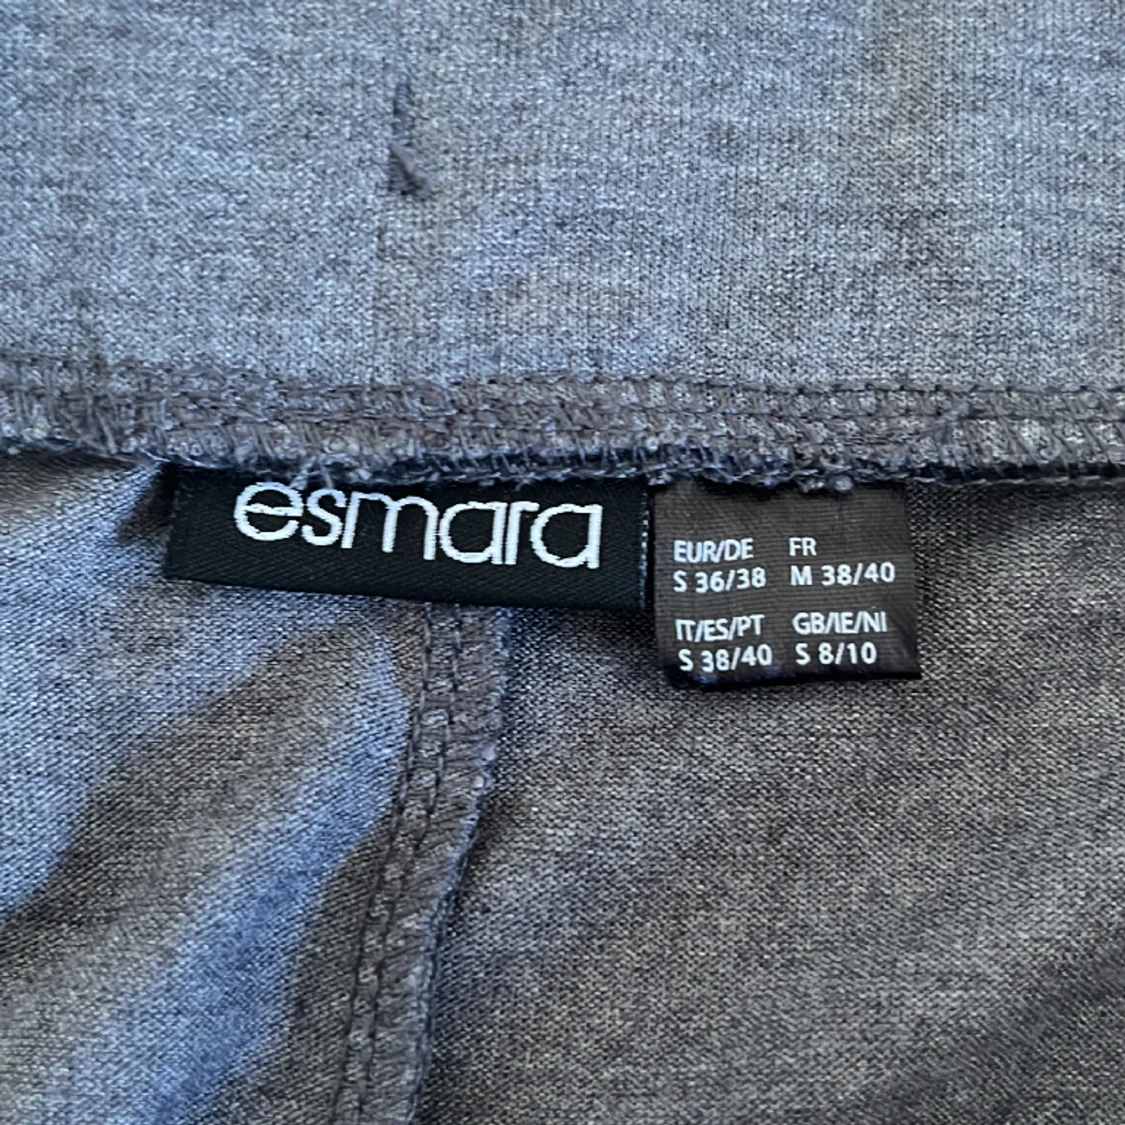 esmara
EUR/DE FR
S 36/38 M 38/40
IT/ES/PT GB/IE/NI
S 38/40 S 8/10